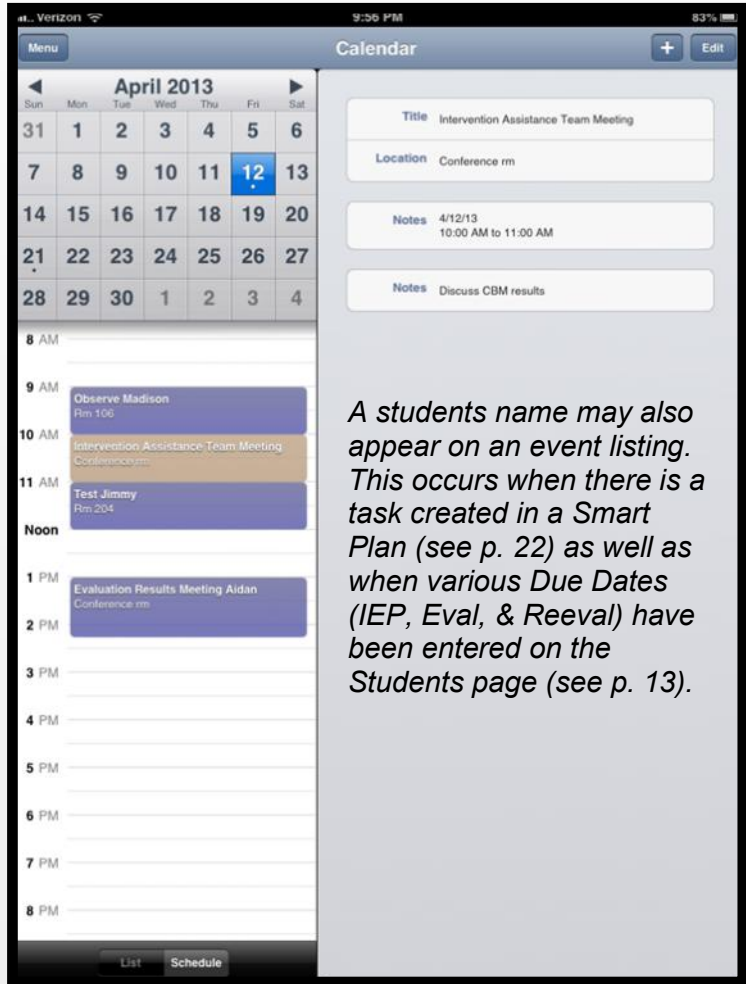 Verizon
9:56 PM
83%
Menu
Calendar
+
Edit
April 2013
Sun Mon Tue Wed Thu Fri Sat
31 1 2 3 4 5 6
7 8 9 10 11 12 13
14 15 16 17 18 19 20
21 22 23 24 25 26 27
28 29 30 1 2 3 4
8 AM
9 AM
Observe Madison
Rm 106
10 AM
Intervention Assistance Team Meeting
Conference rm
11 AM
Test Jimmy
Rm 204
Noon
1 PM
Evaluation Results Meeting Aidan
Conference rm
2 PM
3 PM
4 PM
5 PM
6 PM
7 PM
8 PM
List Schedule
Title Intervention Assistance Team Meeting
Location Conference rm
Notes 4/12/13
10:00 AM to 11:00 AM
Notes Discuss CBM results
A students name may also
appear on an event listing.
This occurs when there is a
task created in a Smart
Plan (see p. 22) as well as
when various Due Dates
(IEP, Eval, & Reeval) have
been entered on the
Students page (see p. 13).